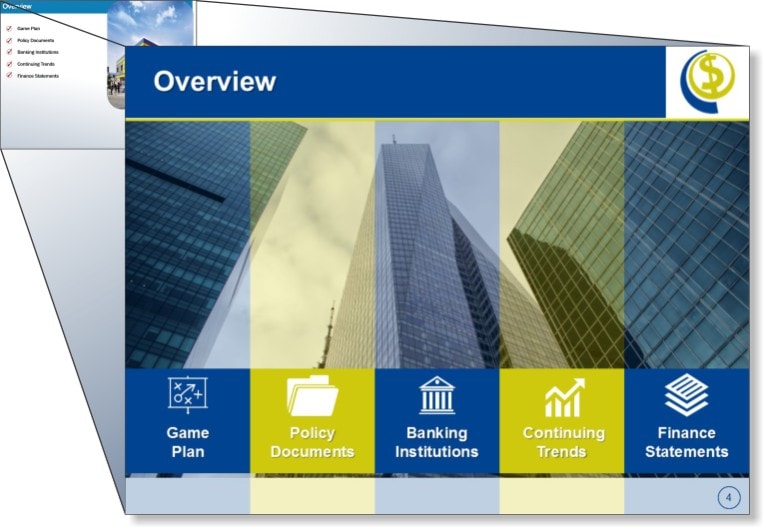 Overview
Game Plan
Policy Documents
Banking Institutions
Continuing Trends
Finance Statements
Overview
$
Game
Plan
Policy
Documents
Banking
Institutions
Continuing
Trends
Finance
Statements
4